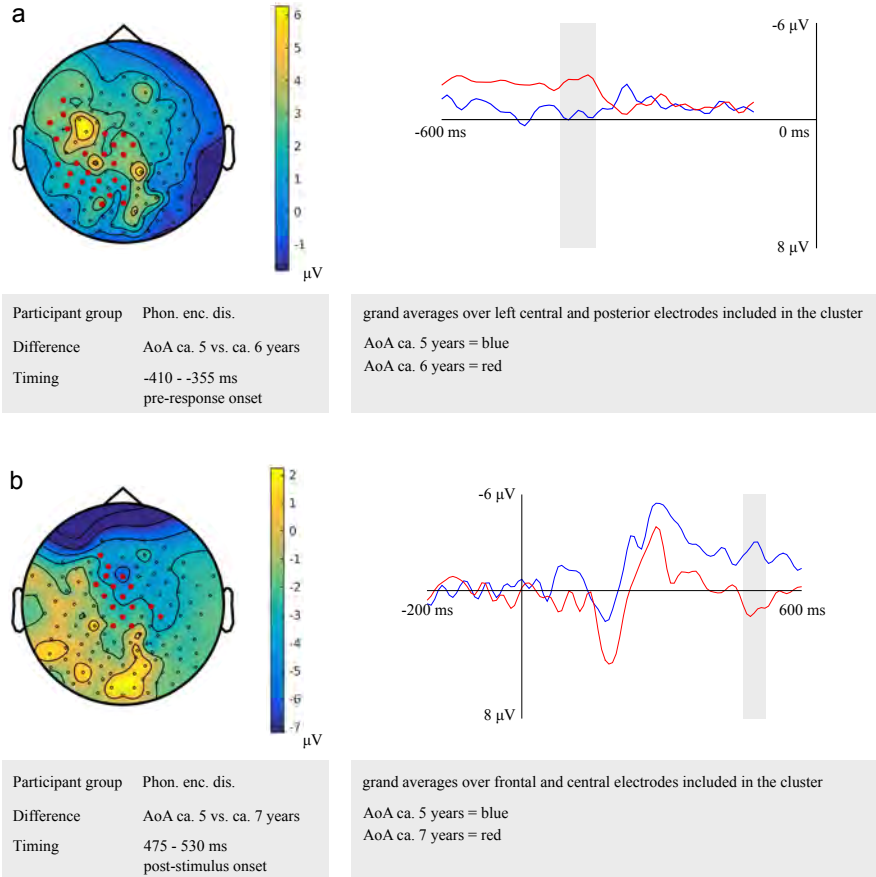 a
6
5
4
3
2
1
0
-1
μV
-6 μV
-600 ms
0 ms
8 μV
Participant group Phon. enc. dis.
Difference AoA ca. 5 vs. ca. 6 years
Timing -410 - -355 ms
pre-response onset
grand averages over left central and posterior electrodes included in the cluster
AoA ca. 5 years = blue
AoA ca. 6 years = red
b
2
1
0
-1
-2
-3
-4
-5
-6
-7
μV
-6 μV
-200 ms
600 ms
8 μV
Participant group Phon. enc. dis.
Difference AoA ca. 5 vs. ca. 7 years
Timing 475 - 530 ms
post-stimulus onset
grand averages over frontal and central electrodes included in the cluster
AoA ca. 5 years = blue
AoA ca. 7 years = red